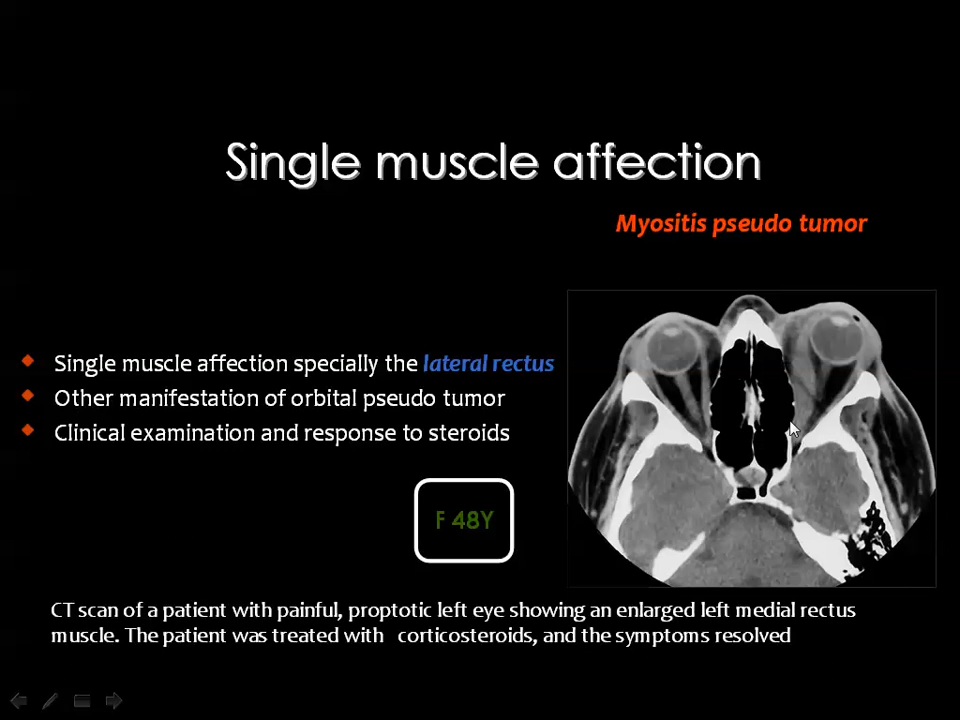 Single muscle affection
Myositis pseudo tumor
Single muscle affection specially the lateral rectus
Other manifestation of orbital pseudo tumor
Clinical examination and response to steroids
F 48Y
CT scan of a patient with painful, proptotic left eye showing an enlarged left medial rectus
muscle. The patient was treated with corticosteroids, and the symptoms resolved